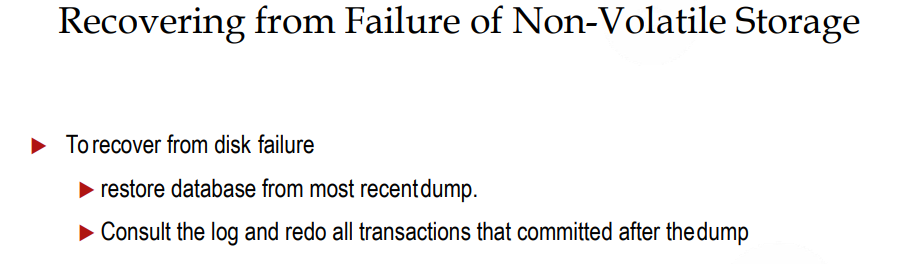 Recovering from Failure of Non-Volatile Storage
To recover from disk failure
restore database from most recent dump.
Consult the log and redo all transactions that committed after the dump